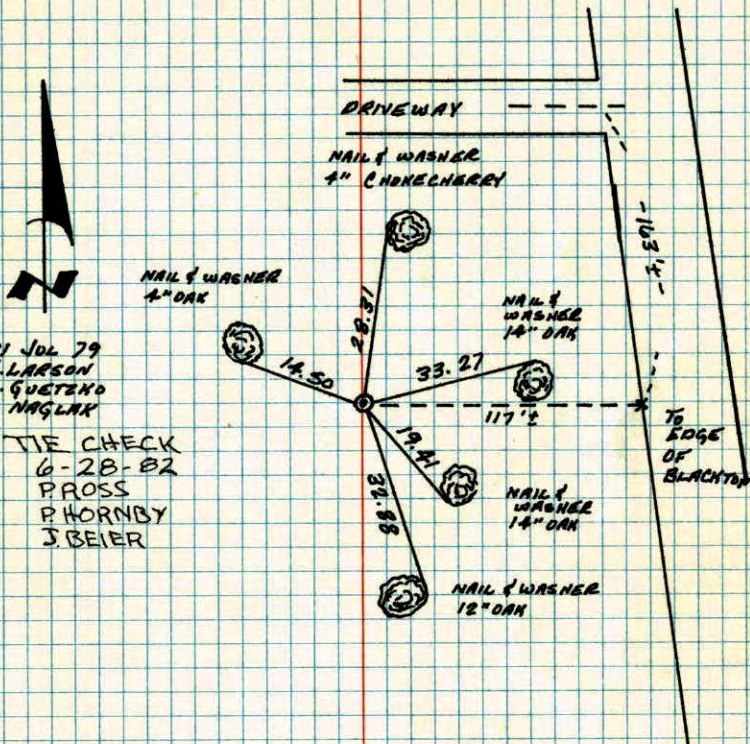 DRIVEWAY
NAIL & WASHER
4" CHOKECHERRY
-163'±-
NAIL & WASHER
4" OAK
28.31
NAIL &
WASHER
14" OAK
14.50
33.27
JUL 79
LARSON
GUETZKO
NAGLAK
117'±
TO
EDGE
OF
BLACKTOP
TIE CHECK
6-28-82
P ROSS
P HORNBY
J. BEIER
19.41
32.88
NAIL &
WASHER
14" OAK
NAIL & WASHER
12" OAK